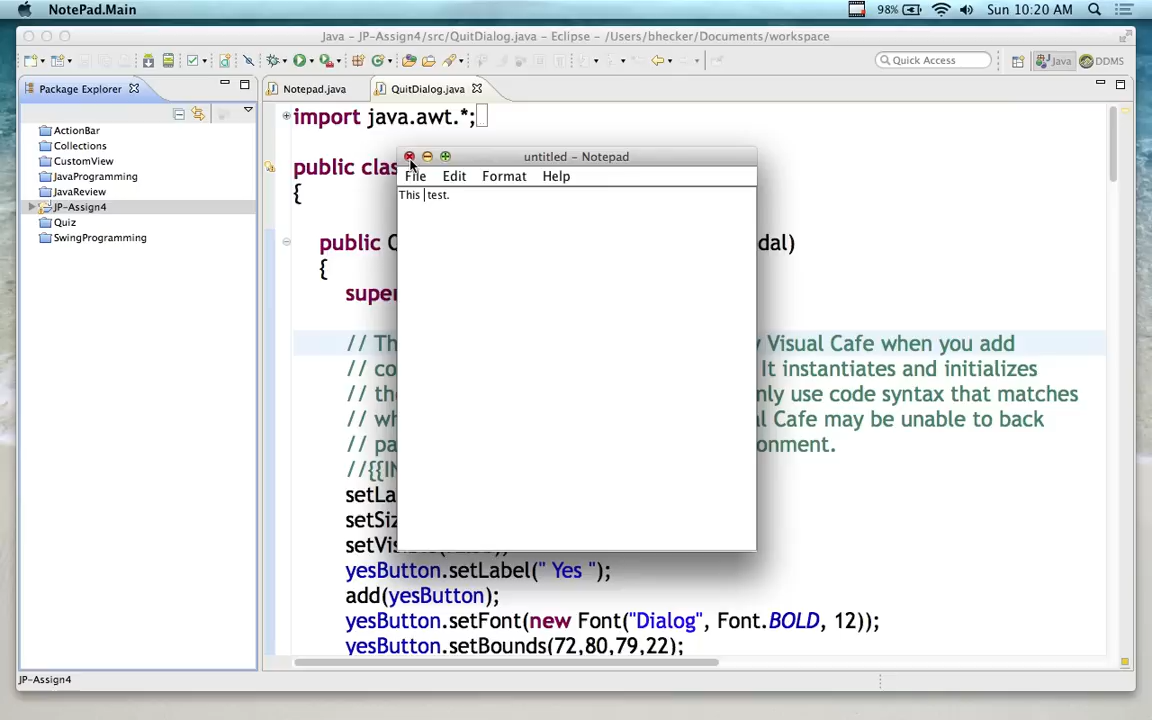 NotePad.Main
98%
Sun 10:20 AM
Java – JP-Assign4/src/QuitDialog.java – Eclipse – /Users/bhecker/Documents/workspace
Quick Access
Java
DDMS
Package Explorer
Notepad.java
QuitDialog.java
ActionBar
Collections
CustomView
JavaProgramming
JavaReview
JP-Assign4
Quiz
SwingProgramming
import java.awt.*;
public clas
{
public
dal)
{
super
// Th
y Visual Cafe when you add
// co
It instantiates and initializes
// the
nly use code syntax that matches
// wh
al Cafe may be unable to back
// pa
onment.
//{{IN
setLa
setSiz
setVis
yesButton.setLabel(" Yes ");
add(yesButton);
yesButton.setFont(new Font("Dialog", Font.BOLD, 12));
yesButton.setBounds(72,80,79,22);
untitled – Notepad
File Edit Format Help
This test.
JP-Assign4